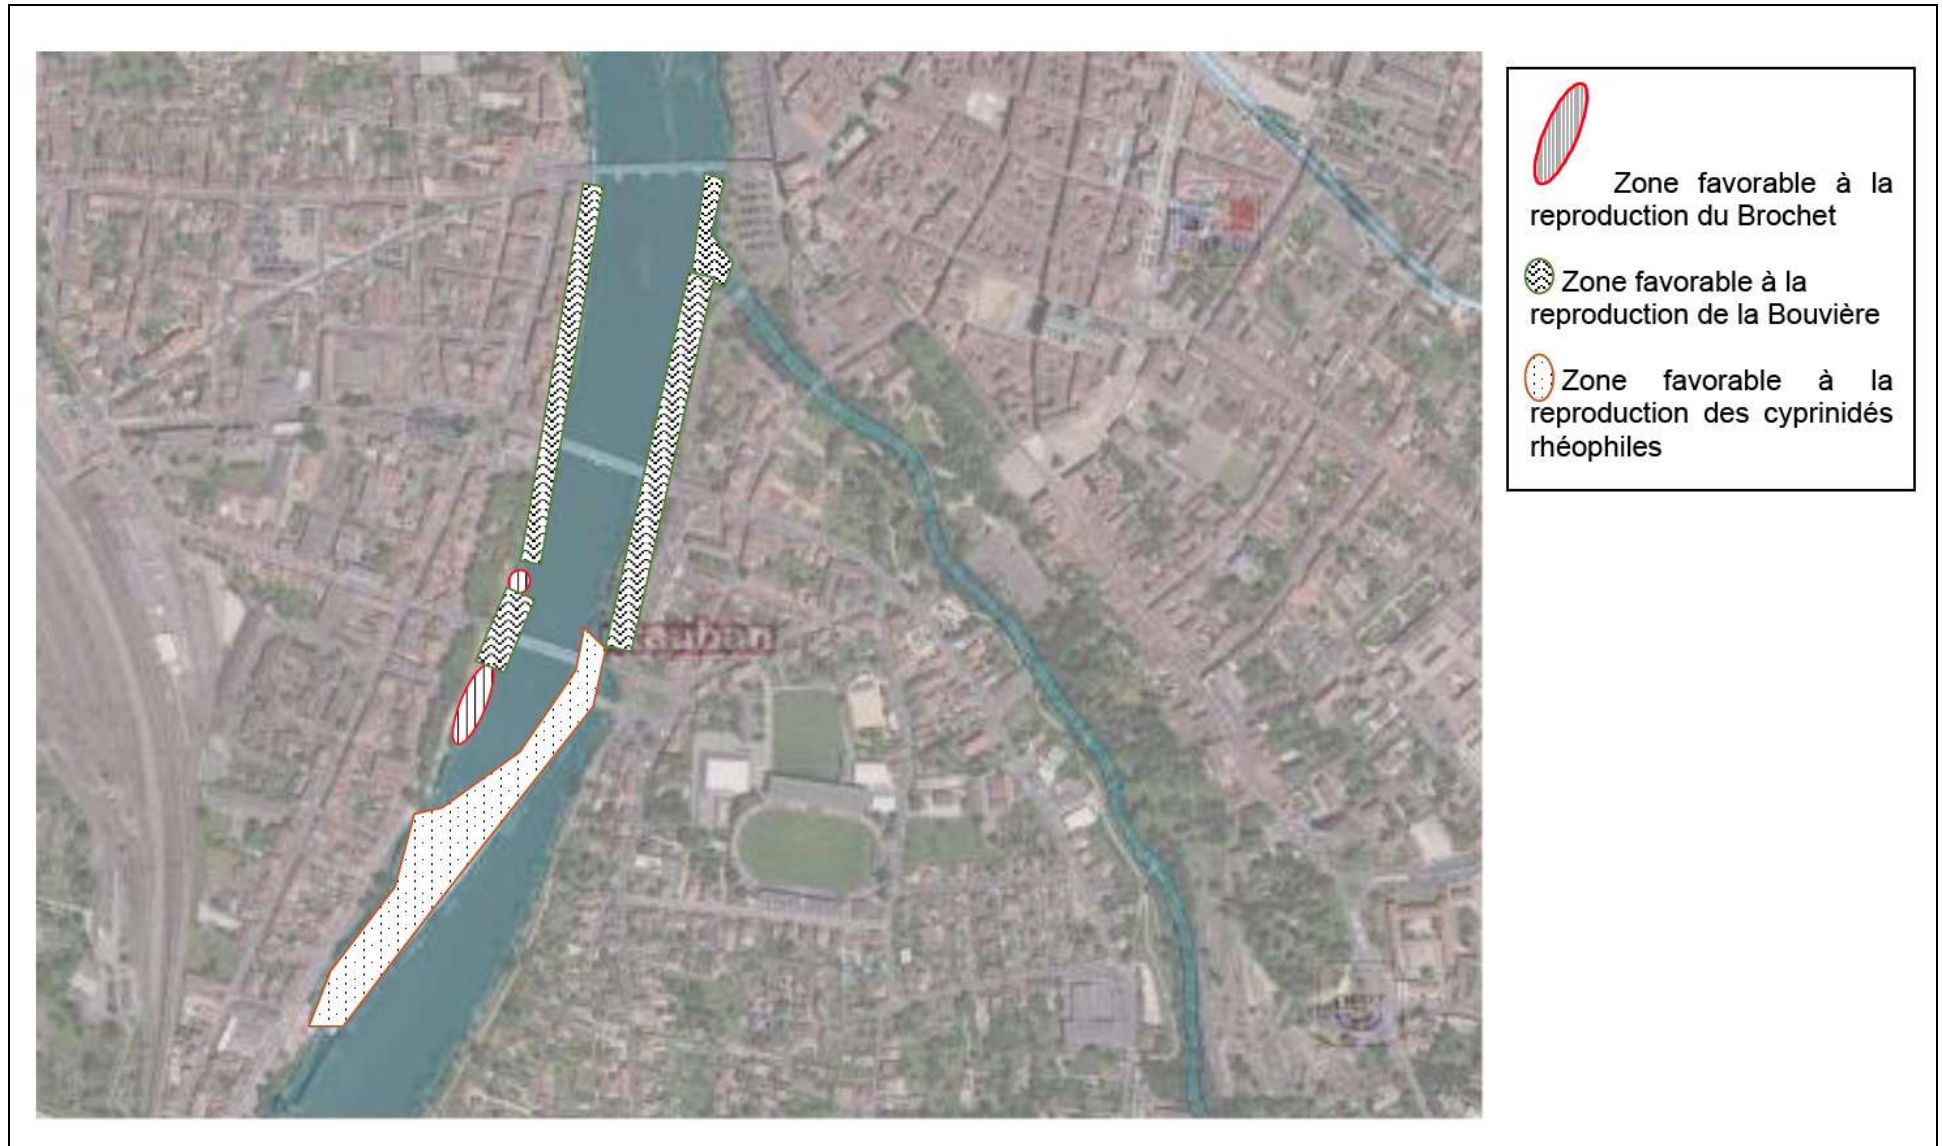 Zone favorable à la
reproduction du Brochet
Zone favorable à la
reproduction de la Bouvière
Zone favorable à la
reproduction des cyprinidés
rhéophiles
auban